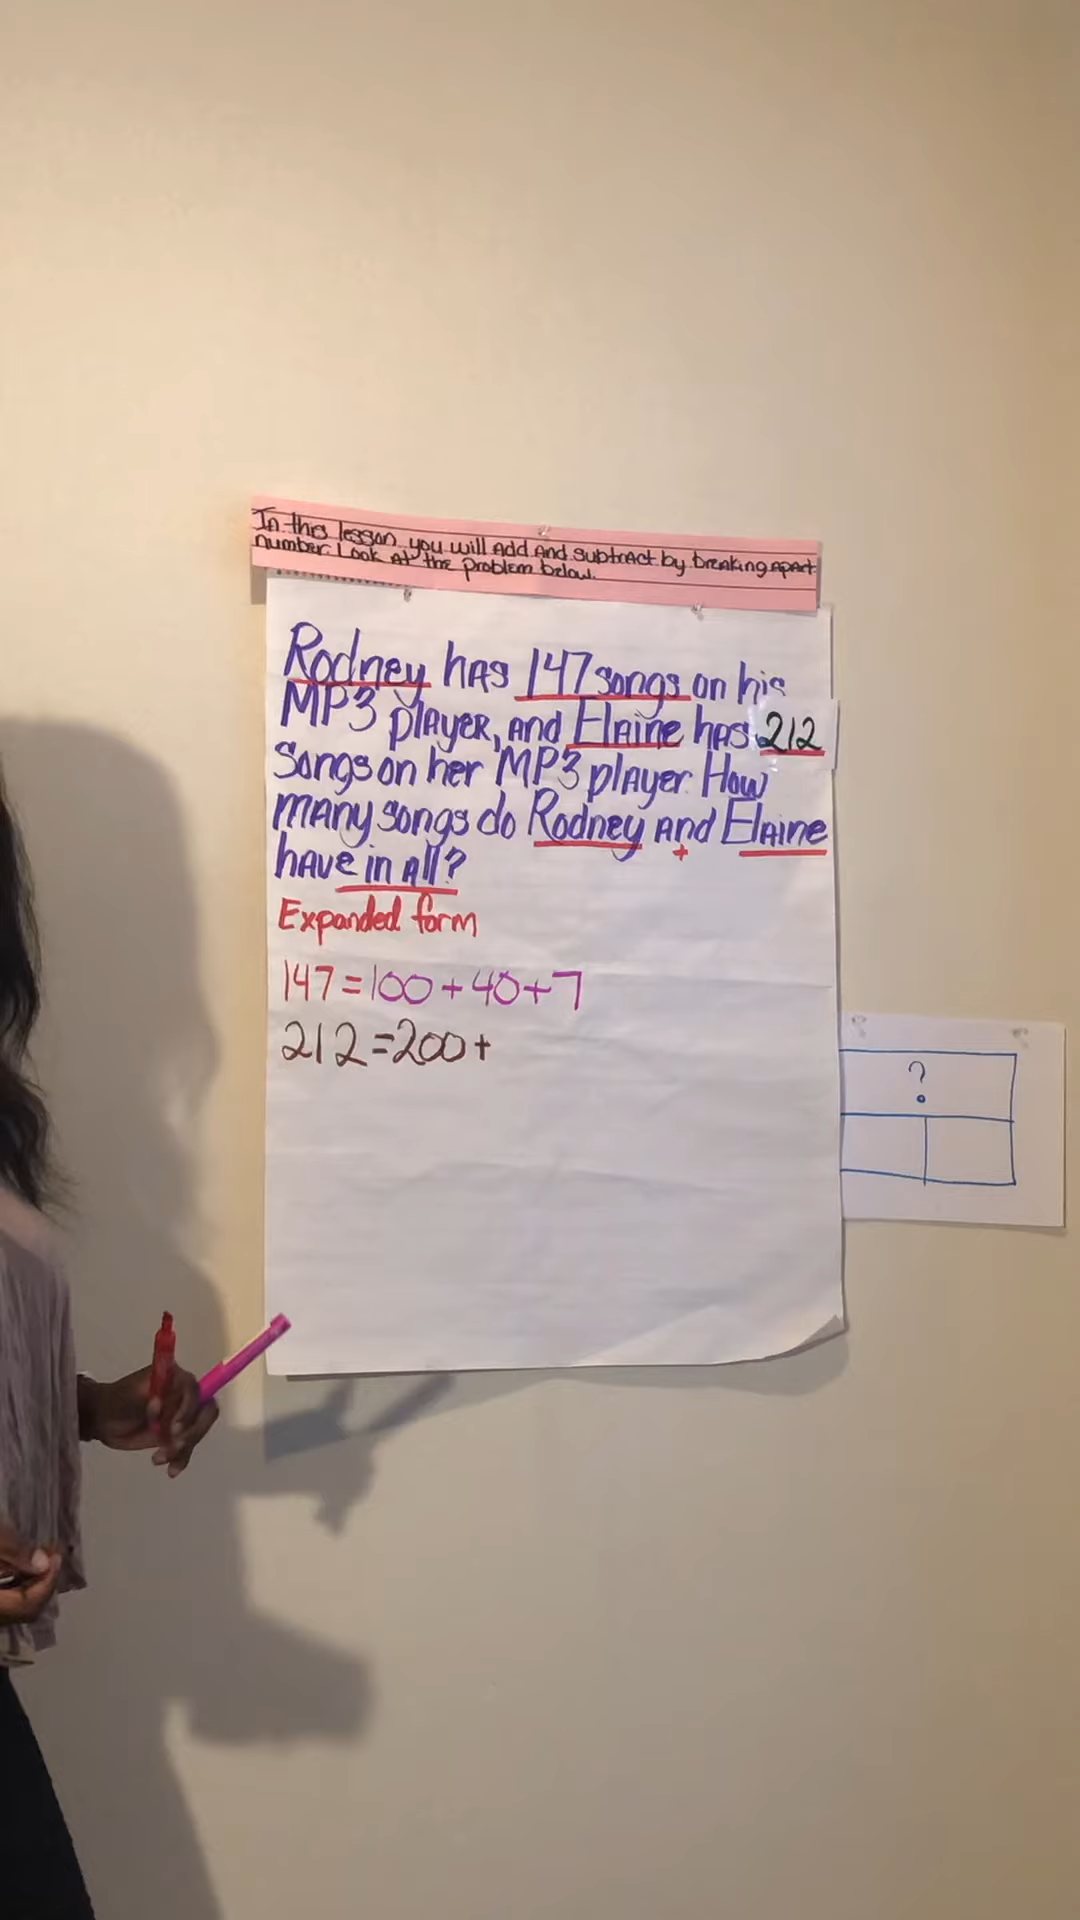 In this lesson you will add and subtract by breaking apart
number. Look at the problem below.
Rodney has 147 songs on his
MP3 player, and Elaine has 212
songs on her MP3 player. How
many songs do Rodney and Elaine
+
have in all?
Expanded form
147=100+40+7
212=200+
?